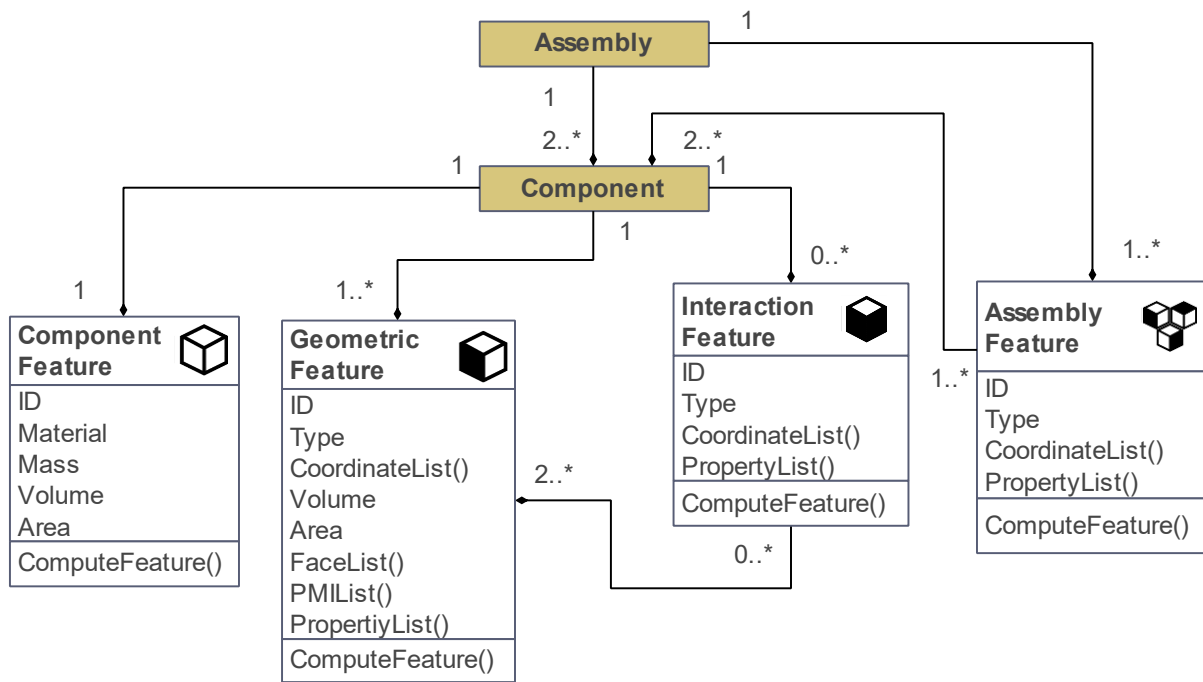 Assembly
1
1
2..*
2..*
1
Component
1
1
1
1..*
0..*
1..*
1..*
2..*
0..*
Component
Feature
ID
Material
Mass
Volume
Area
ComputeFeature()
Geometric
Feature
ID
Type
CoordinateList()
Volume
Area
FaceList()
PMIList()
PropertiyList()
ComputeFeature()
Interaction
Feature
ID
Type
CoordinateList()
PropertyList()
ComputeFeature()
Assembly
Feature
ID
Type
CoordinateList()
PropertyList()
ComputeFeature()